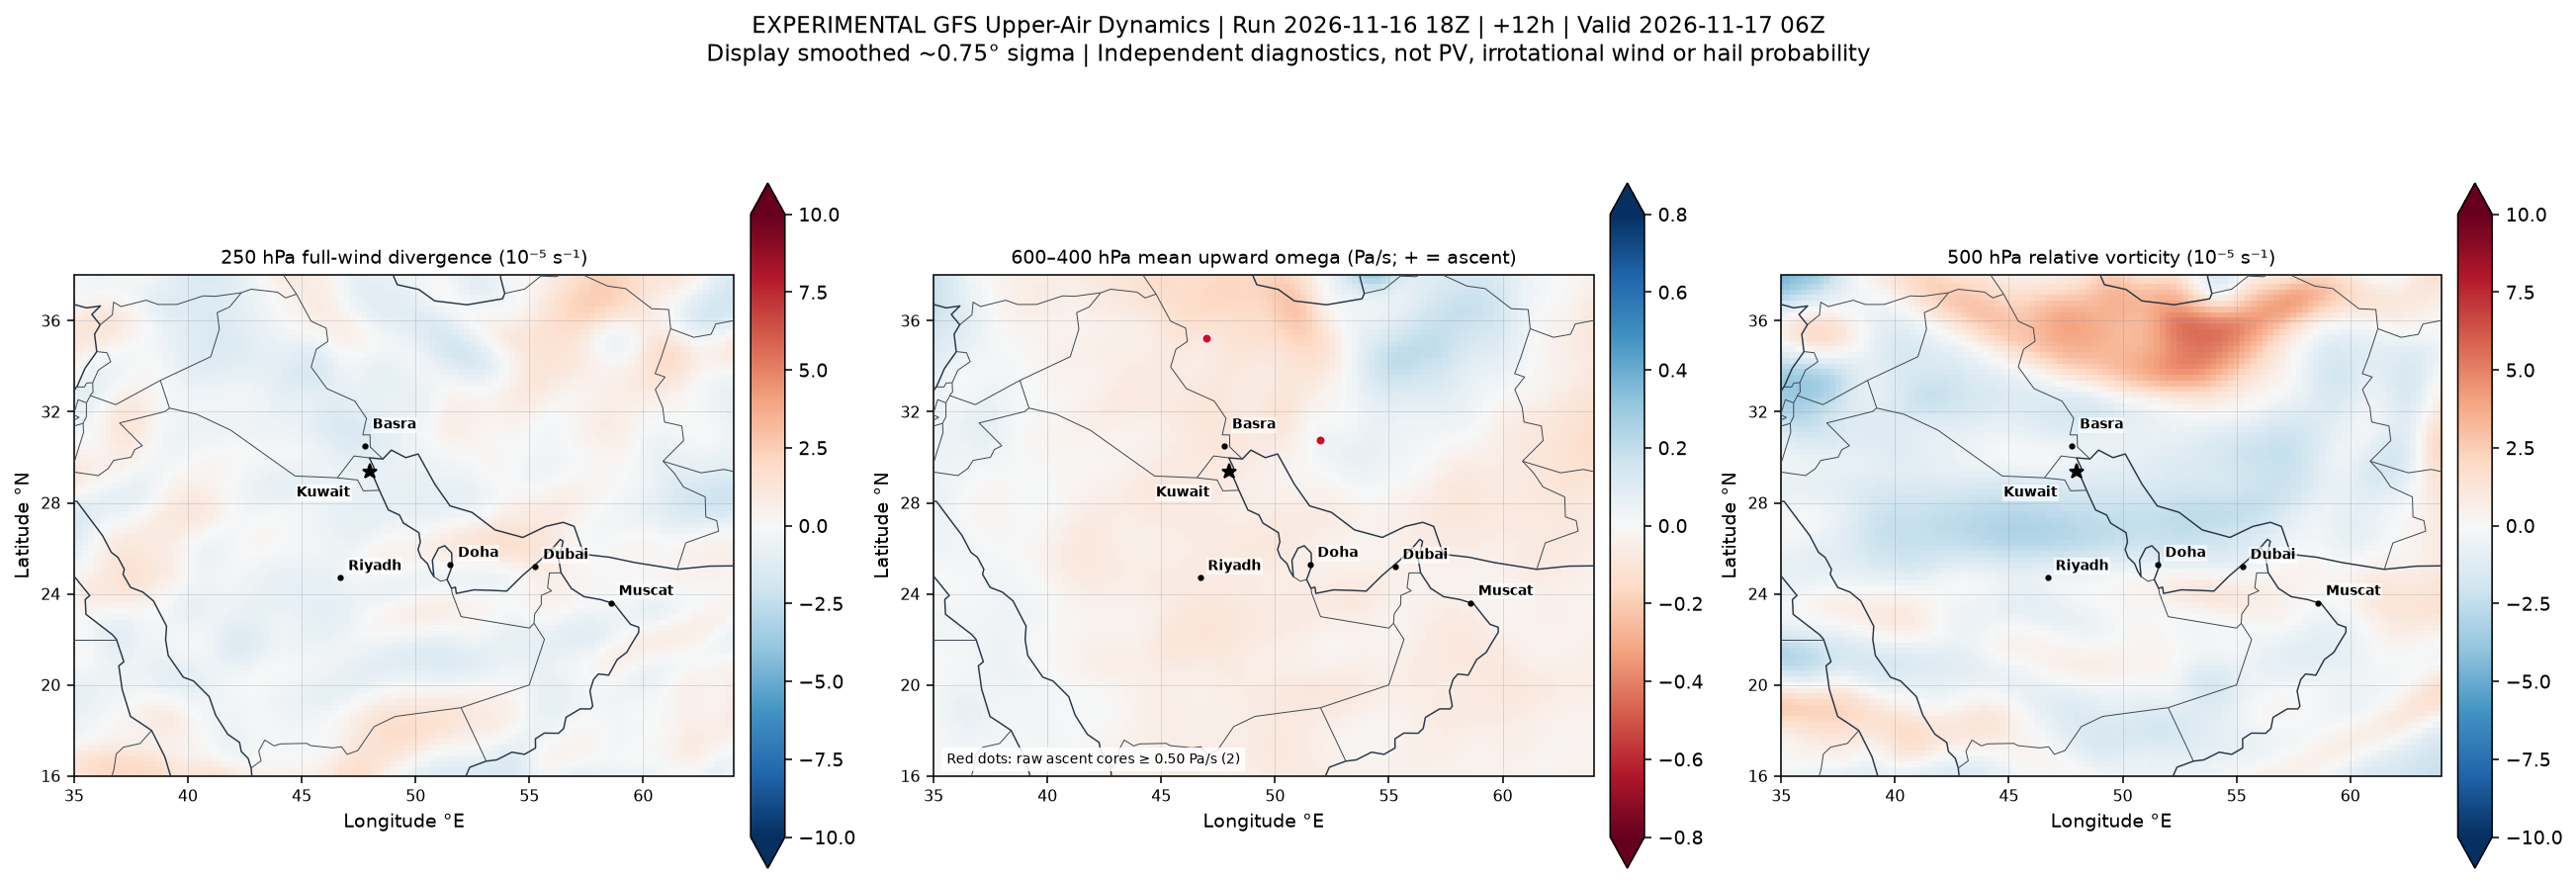 EXPERIMENTAL GFS Upper-Air Dynamics | Run 2026-11-16 18Z | +12h | Valid 2026-11-17 06Z
Display smoothed ~0.75° sigma | Independent diagnostics, not PV, irrotational wind or hail probability
250 hPa full-wind divergence (10⁻⁵ s⁻¹)
Latitude °N
36
32
28
24
20
16
Basra
Kuwait
Riyadh
Doha
Dubai
Muscat
35
40
45
50
55
60
Longitude °E
10.0
7.5
5.0
2.5
0.0
−2.5
−5.0
−7.5
−10.0
600–400 hPa mean upward omega (Pa/s; + = ascent)
Latitude °N
36
32
28
24
20
16
Basra
Kuwait
Riyadh
Doha
Dubai
Muscat
Red dots: raw ascent cores ≥ 0.50 Pa/s (2)
35
40
45
50
55
60
Longitude °E
0.8
0.6
0.4
0.2
0.0
−0.2
−0.4
−0.6
−0.8
500 hPa relative vorticity (10⁻⁵ s⁻¹)
Latitude °N
36
32
28
24
20
16
Basra
Kuwait
Riyadh
Doha
Dubai
Muscat
35
40
45
50
55
60
Longitude °E
10.0
7.5
5.0
2.5
0.0
−2.5
−5.0
−7.5
−10.0